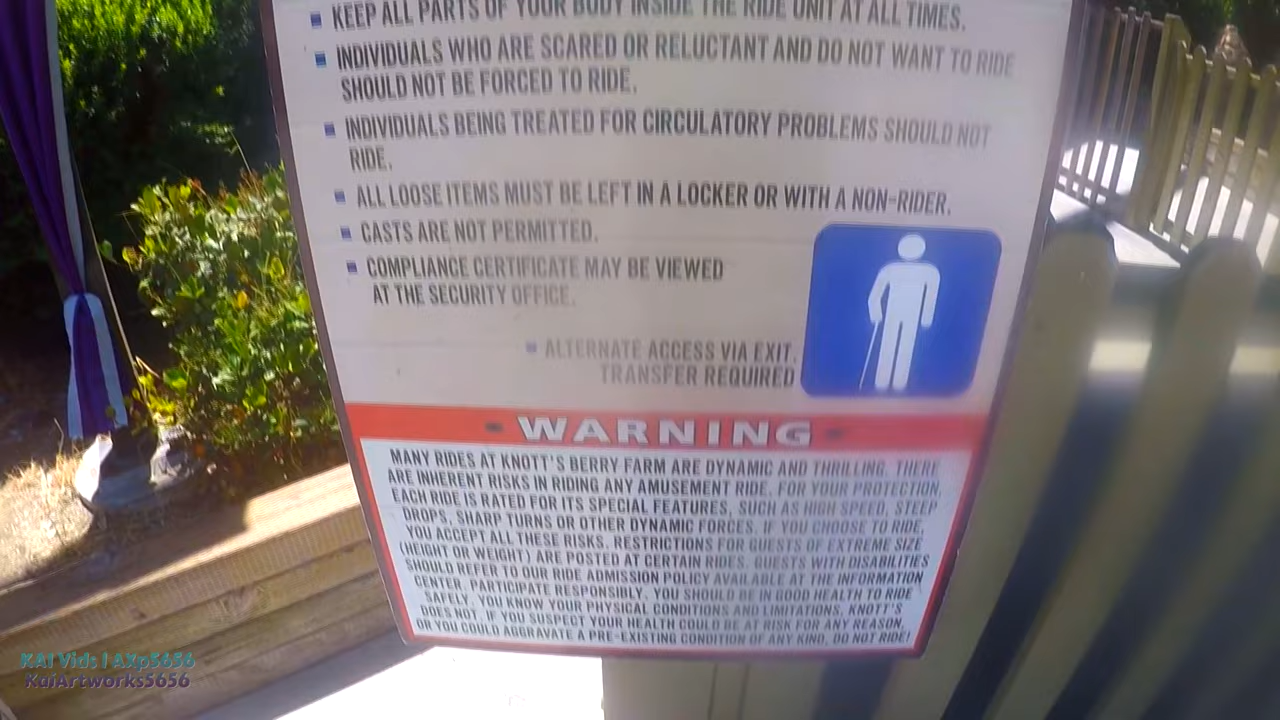 KEEP ALL PARTS OF YOUR BODY INSIDE THE RIDE UNIT AT ALL TIMES.
INDIVIDUALS WHO ARE SCARED OR RELUCTANT AND DO NOT WANT TO RIDE
SHOULD NOT BE FORCED TO RIDE.
INDIVIDUALS BEING TREATED FOR CIRCULATORY PROBLEMS SHOULD NOT
RIDE.
ALL LOOSE ITEMS MUST BE LEFT IN A LOCKER OR WITH A NON-RIDER.
CASTS ARE NOT PERMITTED.
COMPLIANCE CERTIFICATE MAY BE VIEWED
AT THE SECURITY OFFICE.
ALTERNATE ACCESS VIA EXIT.
TRANSFER REQUIRED
WARNING
MANY RIDES AT KNOTT'S BERRY FARM ARE DYNAMIC AND THRILLING. THERE
ARE INHERENT RISKS IN RIDING ANY AMUSEMENT RIDE. FOR YOUR PROTECTION,
EACH RIDE IS RATED FOR ITS SPECIAL FEATURES, SUCH AS HIGH SPEED, STEEP
DROPS, SHARP TURNS OR OTHER DYNAMIC FORCES. IF YOU CHOOSE TO RIDE,
YOU ACCEPT ALL THESE RISKS. RESTRICTIONS FOR GUESTS OF EXTREME SIZE
(HEIGHT OR WEIGHT) ARE POSTED AT CERTAIN RIDES. GUESTS WITH DISABILITIES
SHOULD REFER TO OUR RIDE ADMISSION POLICY AVAILABLE AT THE INFORMATION
CENTER. PARTICIPATE RESPONSIBLY. YOU SHOULD BE IN GOOD HEALTH TO RIDE
SAFELY. YOU KNOW YOUR PHYSICAL CONDITIONS AND LIMITATIONS, KNOTT'S
DOES NOT. IF YOU SUSPECT YOUR HEALTH COULD BE AT RISK FOR ANY REASON,
OR YOU COULD AGGRAVATE A PRE-EXISTING CONDITION OF ANY KIND, DO NOT RIDE!
KAI Vids | AXp5656
KaiArtworks5656